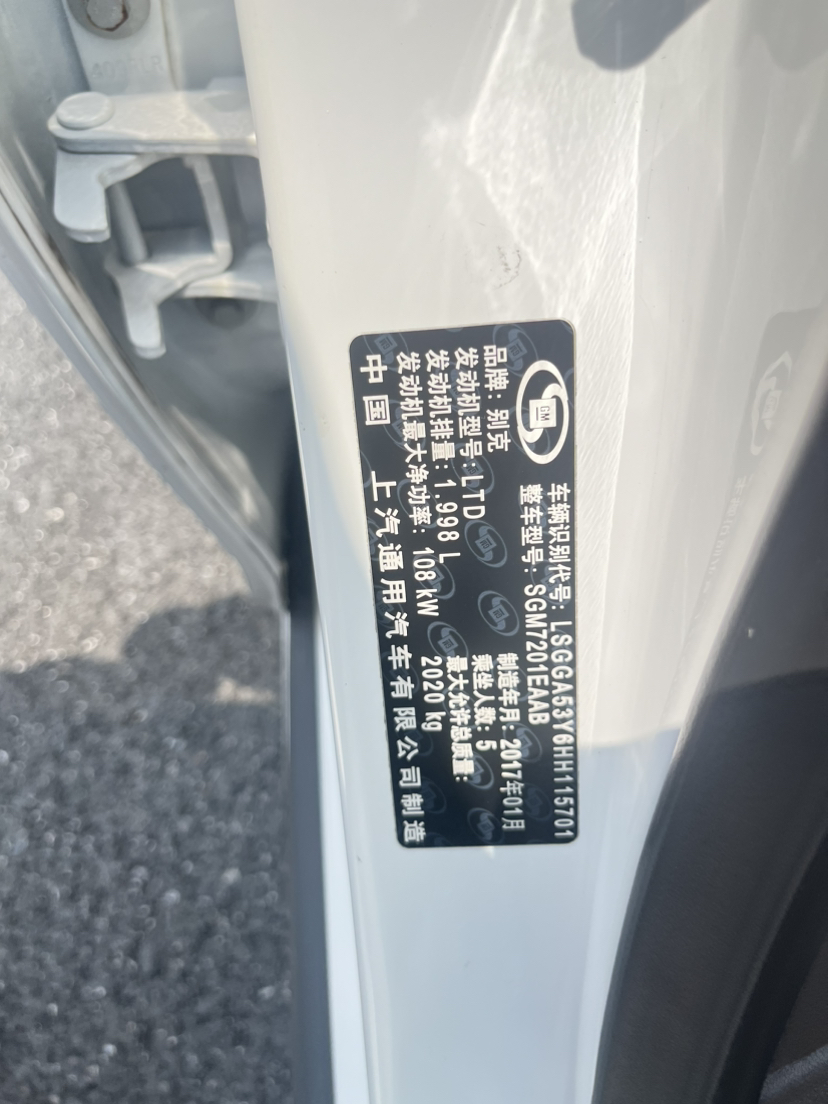 GM
车辆识别代号: LSGGA53Y6HH115701
整车型号: SGM7201EAAB
品牌: 别克 制造年月: 2017年01月
发动机型号: LTD 乘坐人数: 5
发动机排量: 1.998 L 最大允许总质量:
发动机最大净功率: 108 kW 2020 kg
中国 上汽通用汽车有限公司制造